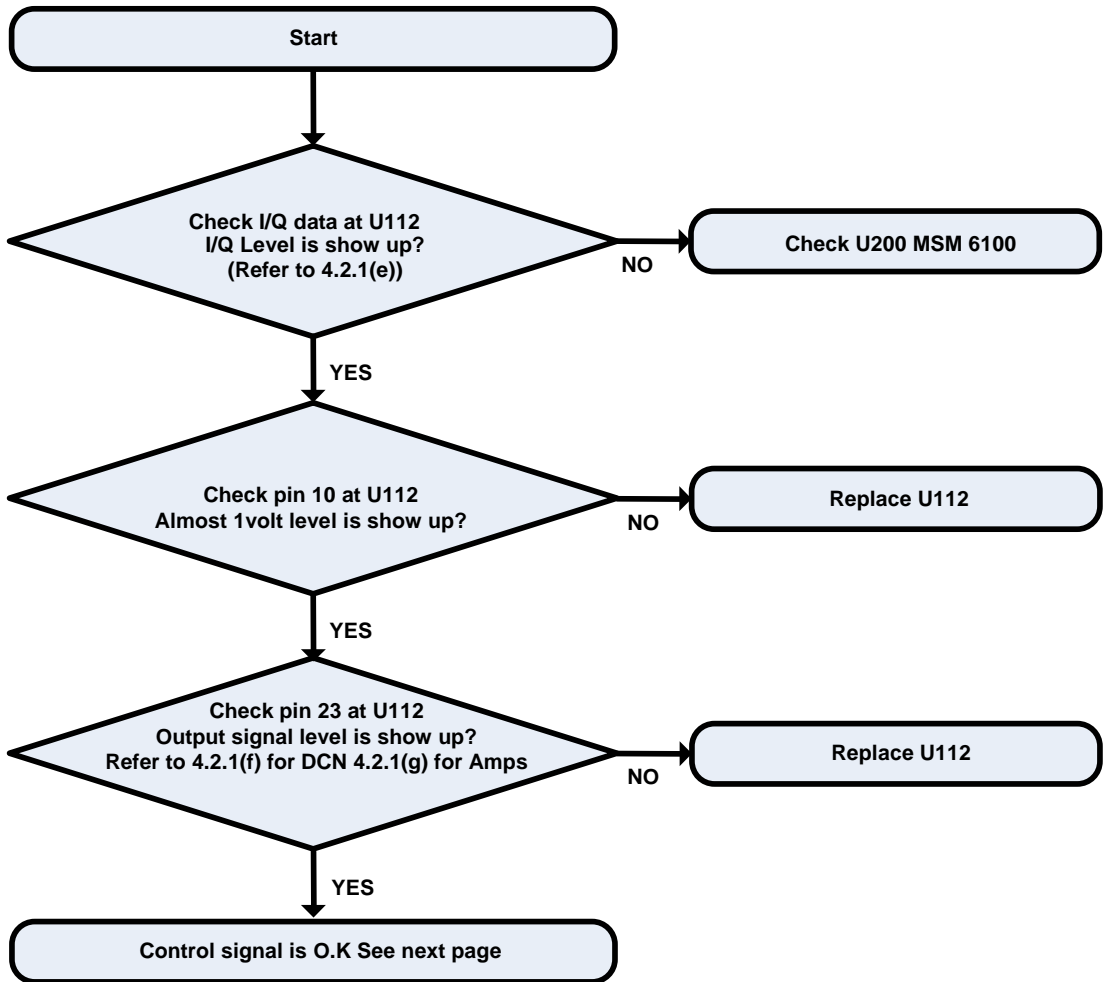 Start
Check I/Q data at U112
I/Q Level is show up?
(Refer to 4.2.1(e))
NO
Check U200 MSM 6100
YES
Check pin 10 at U112
Almost 1volt level is show up?
NO
Replace U112
YES
Check pin 23 at U112
Output signal level is show up?
Refer to 4.2.1(f) for DCN 4.2.1(g) for Amps
NO
Replace U112
YES
Control signal is O.K See next page